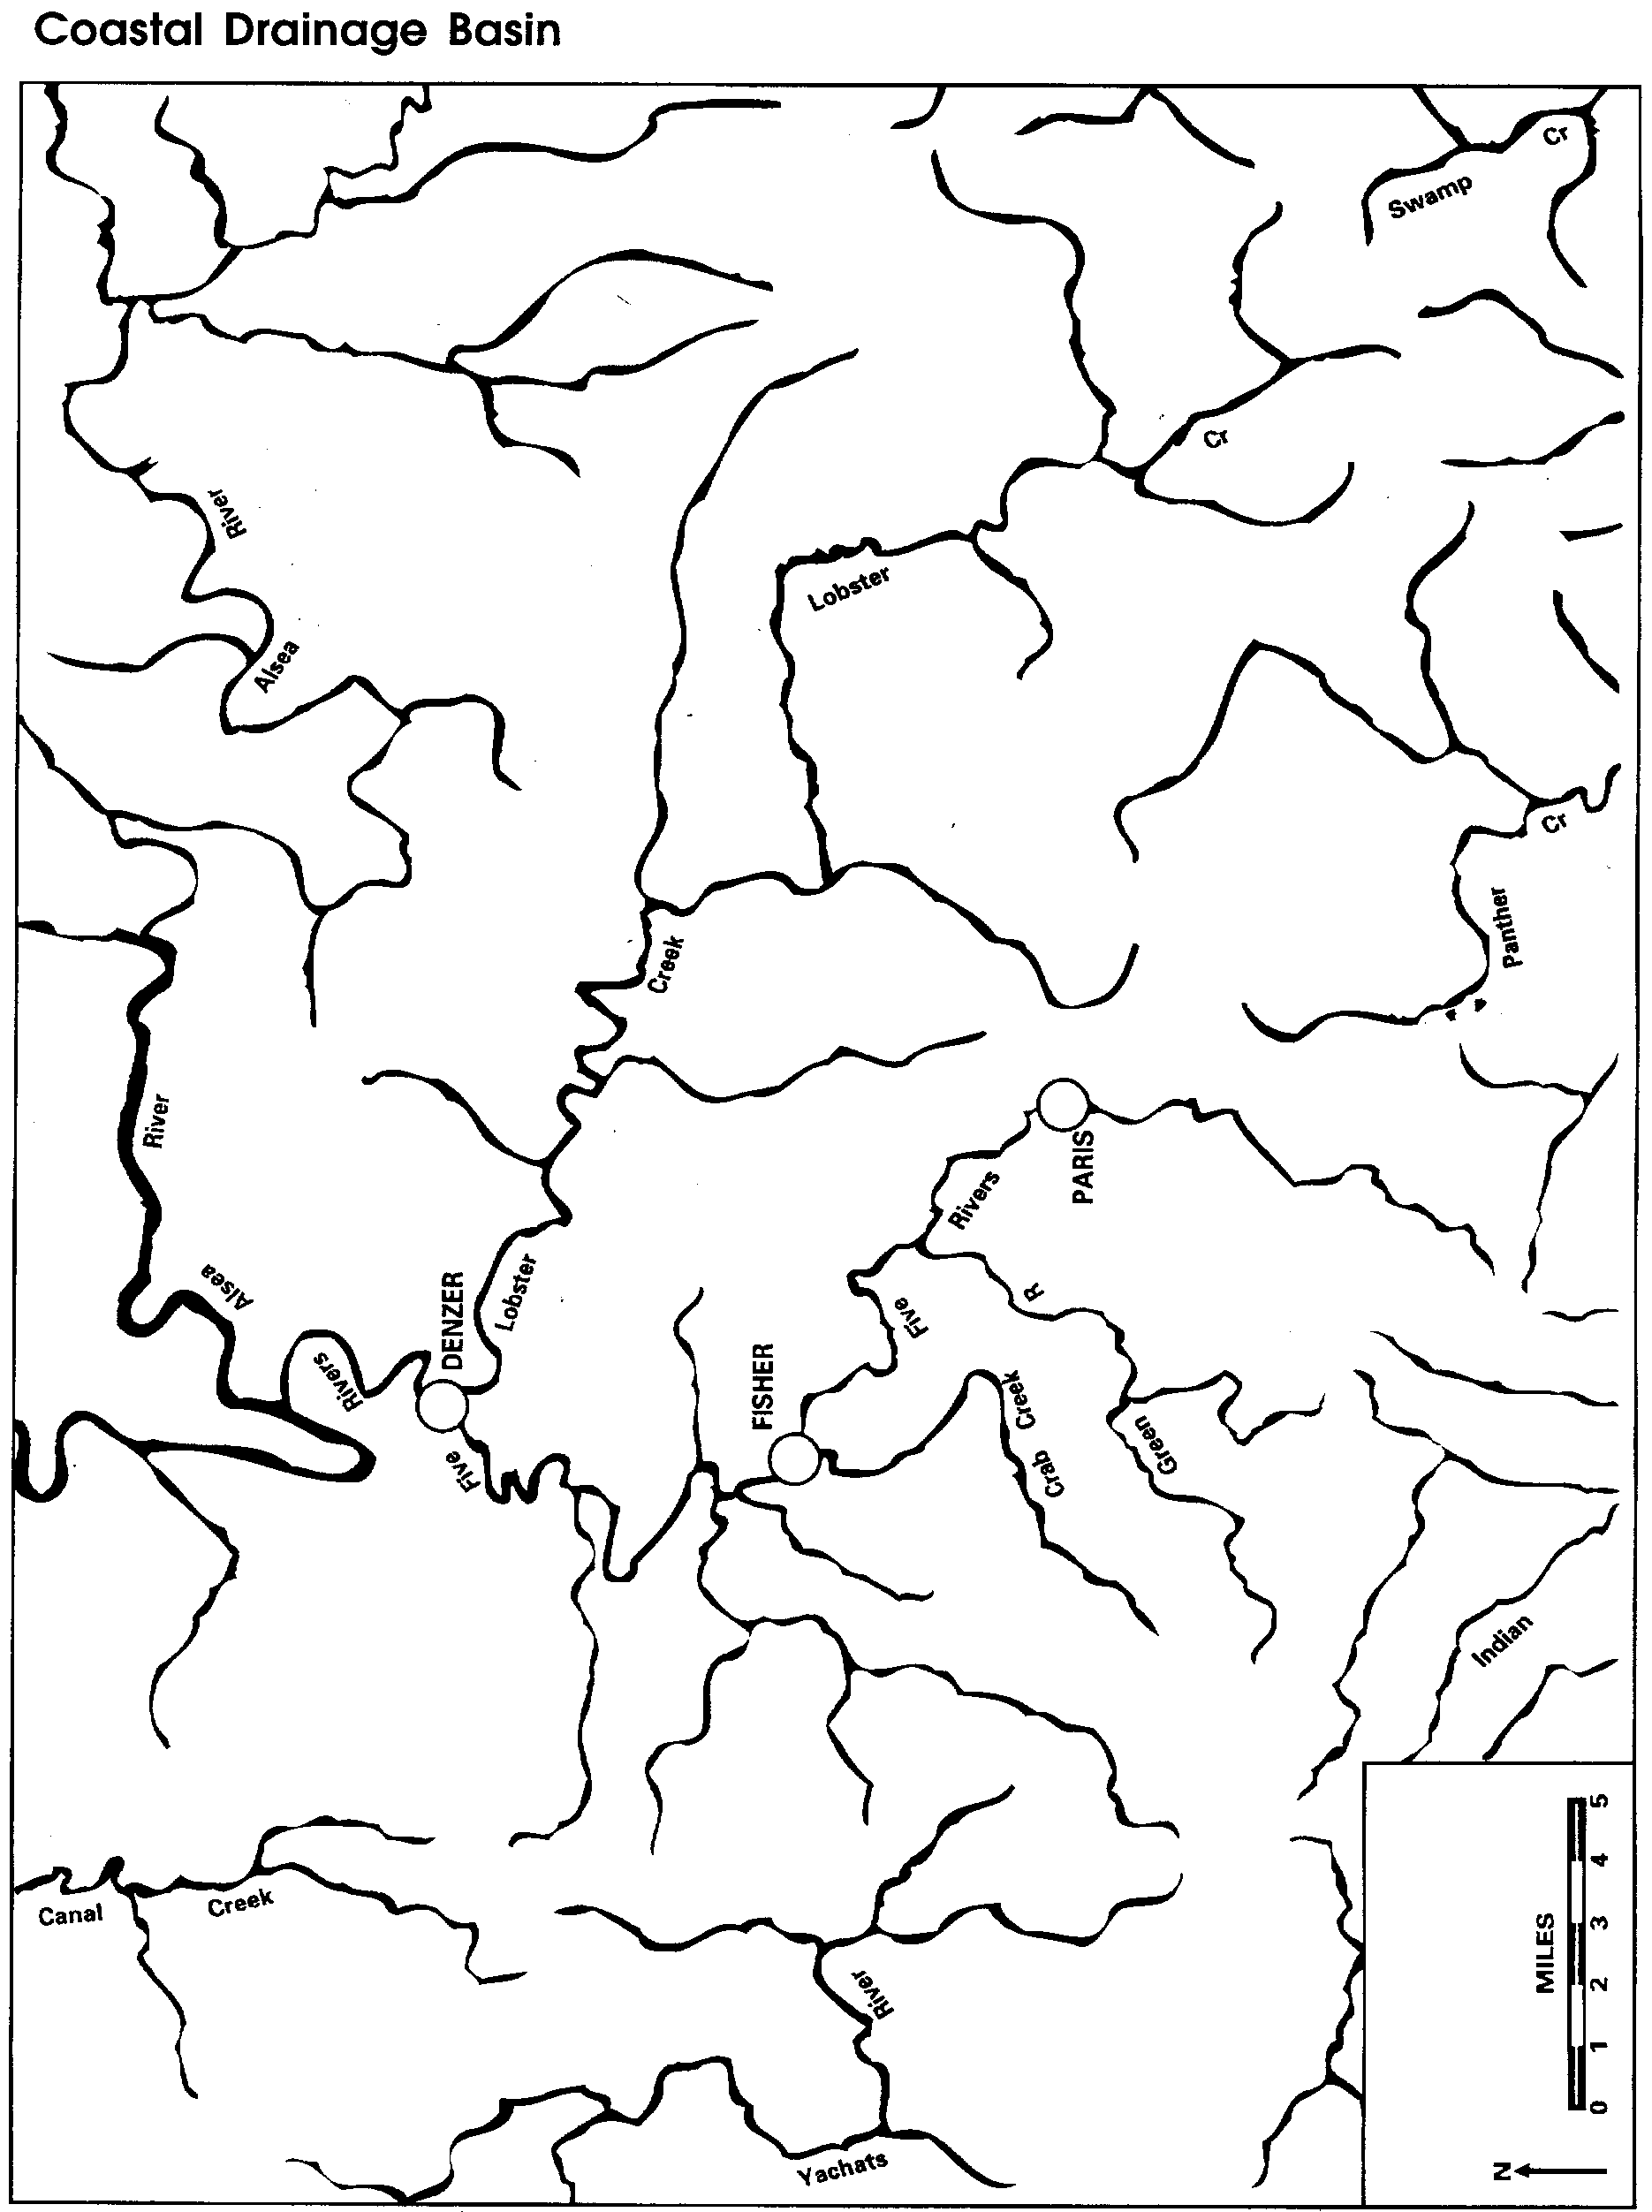 Coastal Drainage Basin
Cr
Swamp
Cr
River
Lobster
Alsea
Cr
Panther
Creek
River
PARIS
Rivers
Alsea
DENZER
Lobster
R
Five
FISHER
Rivers
Crab Creek
Green
Five
Indian
Canal
Creek
River
Yachats
MILES
0 1 2 3 4 5
N